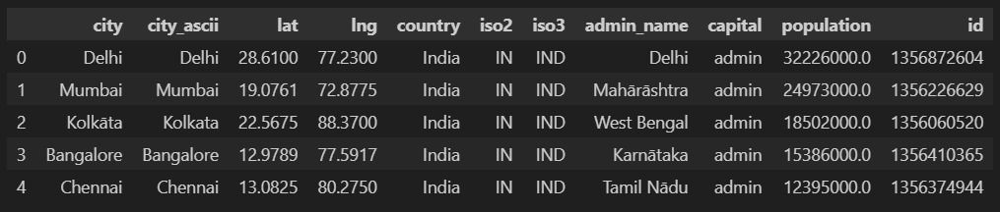 city city_ascii lat lng country iso2 iso3 admin_name capital population id
0 Delhi Delhi 28.6100 77.2300 India IN IND Delhi admin 32226000.0 1356872604
1 Mumbai Mumbai 19.0761 72.8775 India IN IND Mahārāshtra admin 24973000.0 1356226629
2 Kolkāta Kolkata 22.5675 88.3700 India IN IND West Bengal admin 18502000.0 1356060520
3 Bangalore Bangalore 12.9789 77.5917 India IN IND Karnātaka admin 15386000.0 1356410365
4 Chennai Chennai 13.0825 80.2750 India IN IND Tamil Nādu admin 12395000.0 1356374944